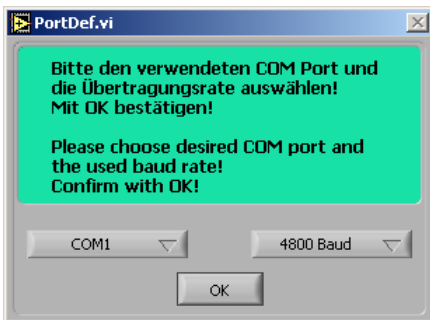 PortDef.vi
Bitte den verwendeten COM Port und
die Übertragungsrate auswählen!
Mit OK bestätigen!
Please choose desired COM port and
the used baud rate!
Confirm with OK!
COM1
4800 Baud
OK